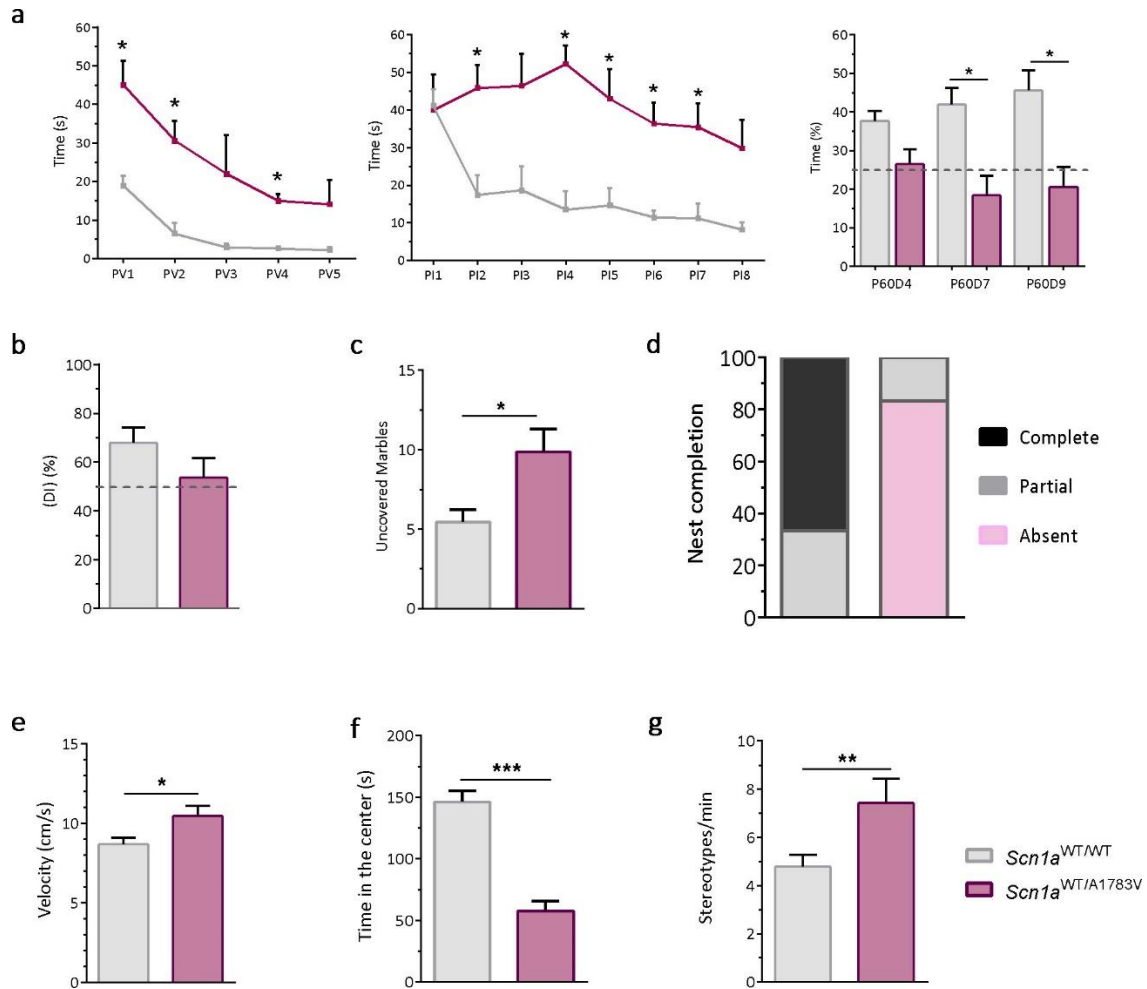 a
Time (s)
60
50
40
30
20
10
0
* * *
PV1 PV2 PV3 PV4 PV5
Time (s)
60
50
40
30
20
10
0
* * * * *
PI1 PI2 PI3 PI4 PI5 PI6 PI7 PI8
Time (%)
60
50
40
30
20
10
0
* *
P60D4 P60D7 P60D9
b
(DI) (%)
100
80
60
40
20
0
c
Uncovered Marbles
15
10
5
0
*
d
Nest completion
100
80
60
40
20
0
Complete
Partial
Absent
e
Velocity (cm/s)
15
10
5
0
*
f
Time in the center (s)
200
150
100
50
0
***
g
Stereotypes/min
10
8
6
4
2
0
**
Scn1a WT/WT
Scn1a WT/A1783V